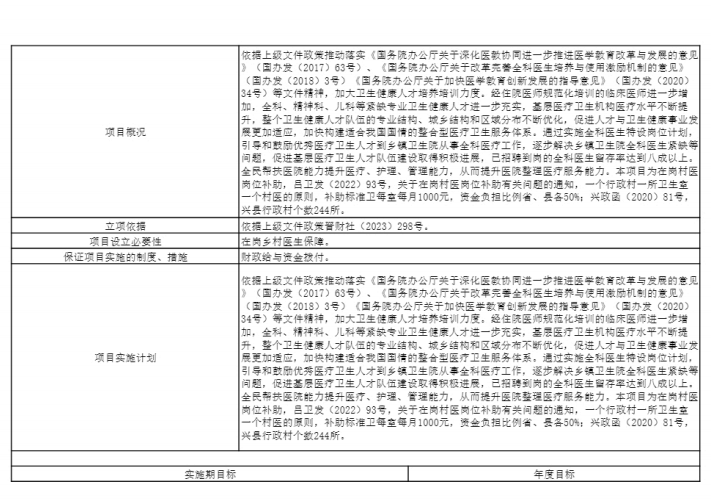 项目概况
依据上级文件政策推动落实《国务院办公厅关于深化医教协同进一步推进医学教育改革与发展的意见
》（国办发（2017）63号）、《国务院办公厅关于改革完善全科医生培养与使用激励机制的意见》
（国办发（2018）3号）《国务院办公厅关于加快医学教育创新发展的指导意见》（国办发（2020）
34号）等文件精神，加大卫生健康人才培养培训力度。经住院医师规范化培训的临床医师进一步增
加，全科、精神科、儿科等紧缺专业卫生健康人才进一步充实，基层医疗卫生机构医疗水平不断提
升，整个卫生人才队伍的专业结构、城乡结构和区域分布不断优化，促进人才与卫生健康事业发
展更加适应，加快构建适合我国国情的整合型医疗卫生服务体系。通过实施全科医生特设岗位计划，
引导和鼓励优秀医疗卫生人才到乡镇卫生院从事全科医疗工作，逐步解决乡镇卫生院全科医生紧缺等
问题，促进基层医疗卫生人才队伍建设取得积极进展，已招聘到岗的全科医生留存率达到八成以上。
全民帮扶医院能力提升医疗、护理、管理能力，从而提升医院整理医疗服务能力。本项目为在岗村医
岗位补助，吕卫发（2022）93号，关于在岗村医岗位补助有关问题的通知，一个行政村一所卫生室
一个村医的原则，补助标准卫每室每月1000元，资金负担比例省、县各50%；兴政函（2020）81号，
兴县行政村个数244所。
立项依据
依据上级文件政策晋财社（2023）298号。
项目设立必要性
在岗乡村医生保障。
保证项目实施的制度、措施
财政给与资金拨付。
项目实施计划
依据上级文件政策推动落实《国务院办公厅关于深化医教协同进一步推进医学教育改革与发展的意见
》（国办发（2017）63号）、《国务院办公厅关于改革完善全科医生培养与使用激励机制的意见》
（国办发（2018）3号）《国务院办公厅关于加快医学教育创新发展的指导意见》（国办发（2020）
34号）等文件精神，加大卫生健康人才培养培训力度。经住院医师规范化培训的临床医师进一步增
加，全科、精神科、儿科等紧缺专业卫生健康人才进一步充实，基层医疗卫生机构医疗水平不断提
升，整个卫生人才队伍的专业结构、城乡结构和区域分布不断优化，促进人才与卫生健康事业发
展更加适应，加快构建适合我国国情的整合型医疗卫生服务体系。通过实施全科医生特设岗位计划，
引导和鼓励优秀医疗卫生人才到乡镇卫生院从事全科医疗工作，逐步解决乡镇卫生院全科医生紧缺等
问题，促进基层医疗卫生人才队伍建设取得积极进展，已招聘到岗的全科医生留存率达到八成以上。
全民帮扶医院能力提升医疗、护理、管理能力，从而提升医院整理医疗服务能力。本项目为在岗村医
岗位补助，吕卫发（2022）93号，关于在岗村医岗位补助有关问题的通知，一个行政村一所卫生室
一个村医的原则，补助标准卫每室每月1000元，资金负担比例省、县各50%；兴政函（2020）81号，
兴县行政村个数244所。
实施期目标
年度目标